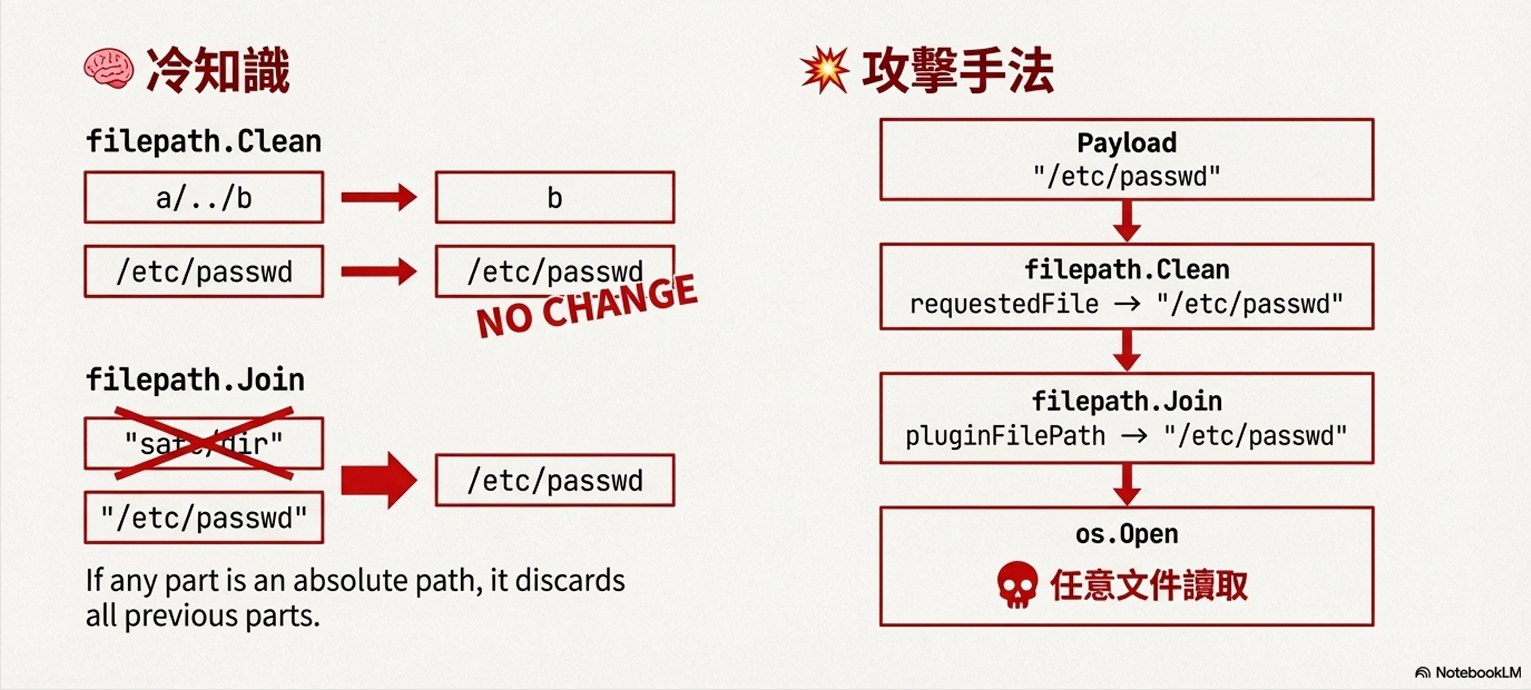 冷知識
filepath.Clean
a/../b
b
/etc/passwd
/etc/passwd
NO CHANGE
filepath.Join
"safe/dir"
"/etc/passwd"
/etc/passwd
If any part is an absolute path, it discards
all previous parts.
攻擊手法
Payload
"/etc/passwd"
filepath.Clean
requestedFile → "/etc/passwd"
filepath.Join
pluginFilePath → "/etc/passwd"
os.Open
任意文件讀取
NotebookLM